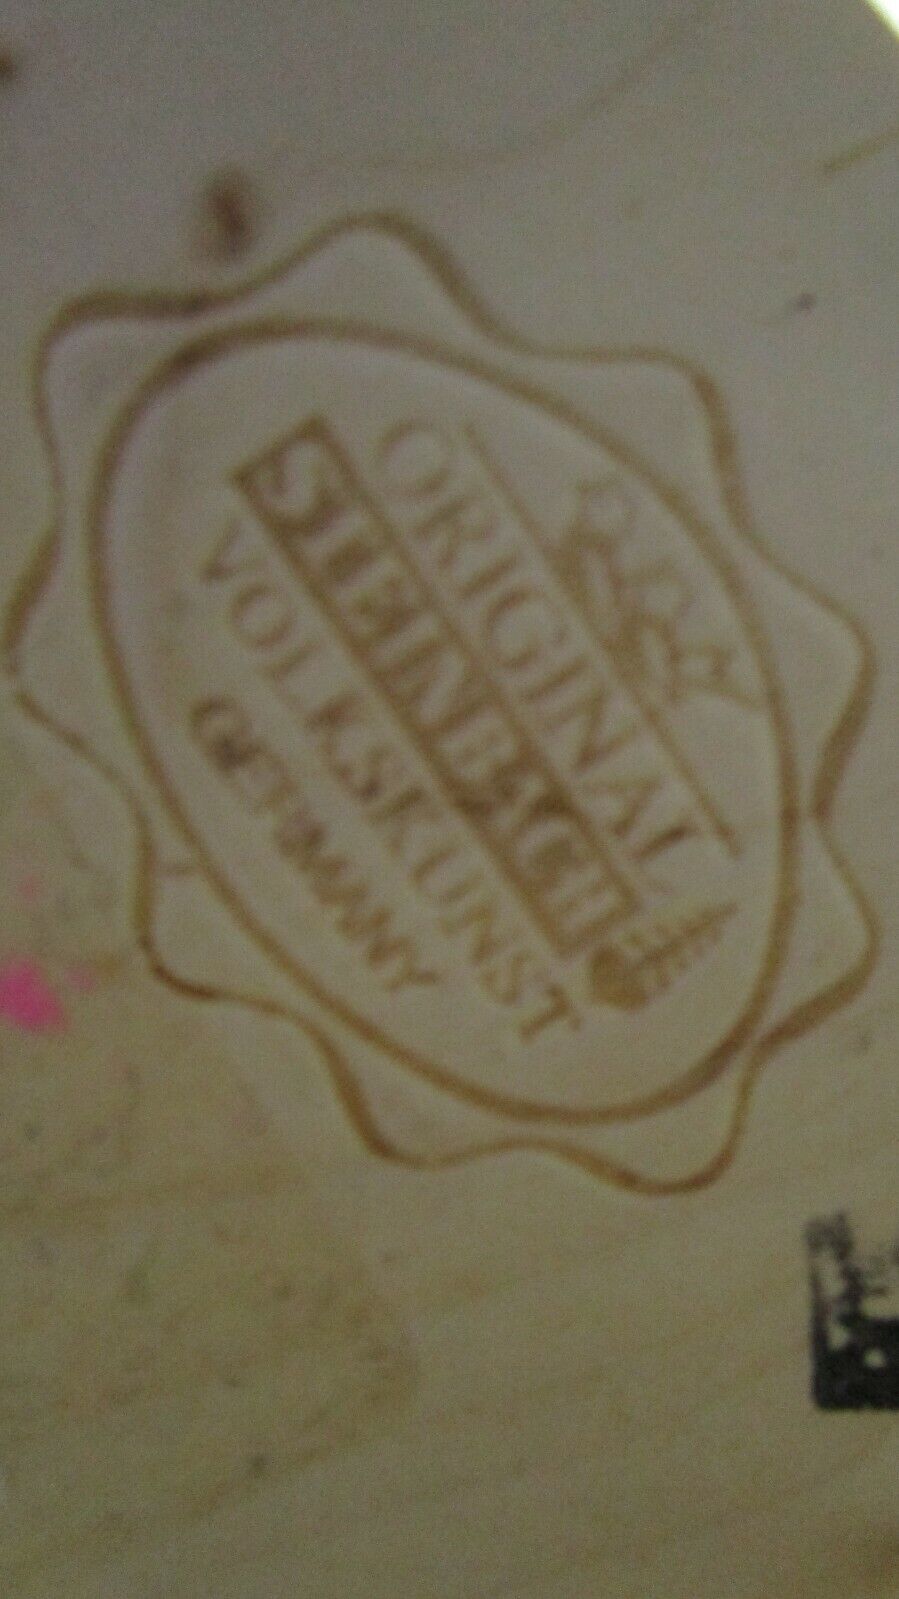 ORIGINAL
STEINBACH
VOLKSKUNST
GERMANY